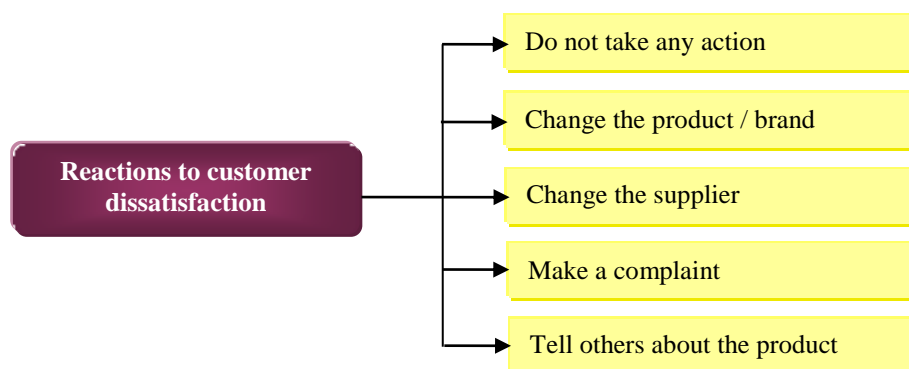 Do not take any action
Change the product / brand
Reactions to customer
dissatisfaction
Change the supplier
Make a complaint
Tell others about the product